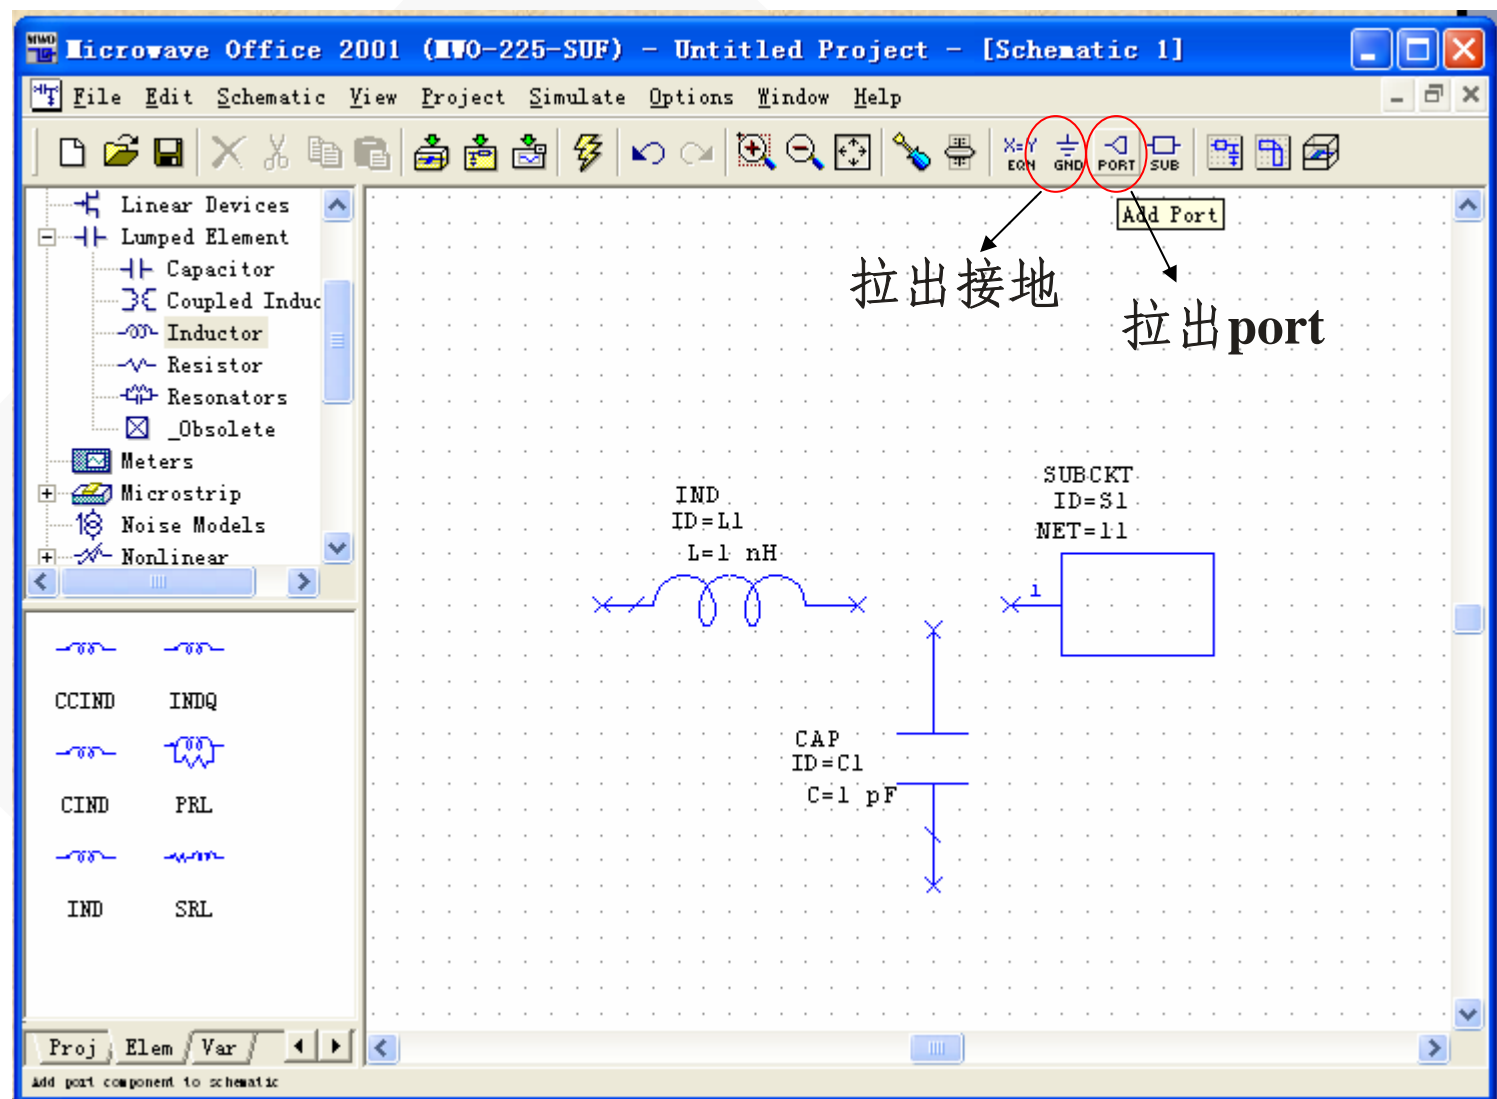 MWO
Microwave Office 2001 (MWO-225-SUF) - Untitled Project - [Schematic 1]
File Edit Schematic View Project Simulate Options Window Help
X=Y EQN GND PORT SUB
Add Port
拉出接地
拉出port
Linear Devices
Lumped Element
Capacitor
Coupled Induc
Inductor
Resistor
Resonators
_Obsolete
Meters
Microstrip
Noise Models
Nonlinear
CCIND INDQ
CIND PRL
IND SRL
IND
ID=L1
L=1 nH
SUBCKT
ID=S1
NET=11
1
CAP
ID=C1
C=1 pF
Proj Elem Var
Add port component to schematic